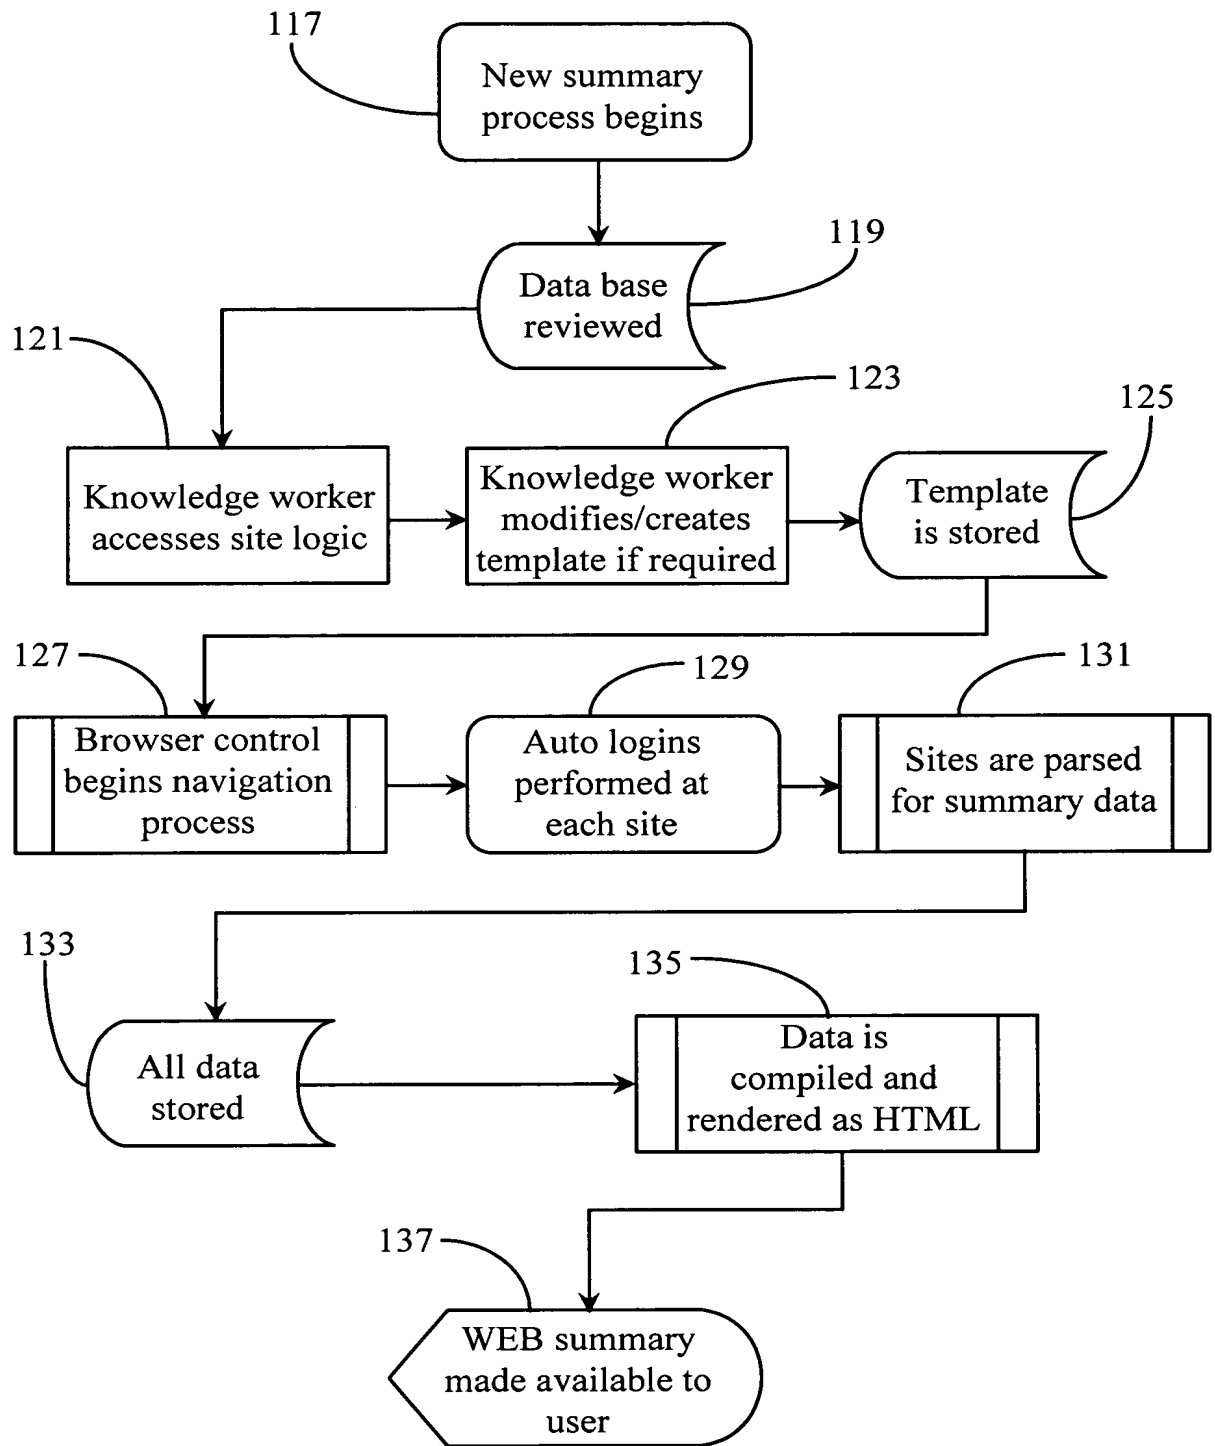 117
New summary
process begins
119
Data base
reviewed
121
123
125
Knowledge worker
accesses site logic
Knowledge worker
modifies/creates
template if required
Template
is stored
127
129
131
Browser control
begins navigation
process
Auto logins
performed at
each site
Sites are parsed
for summary data
133
135
All data
stored
Data is
compiled and
rendered as HTML
137
WEB summary
made available to
user